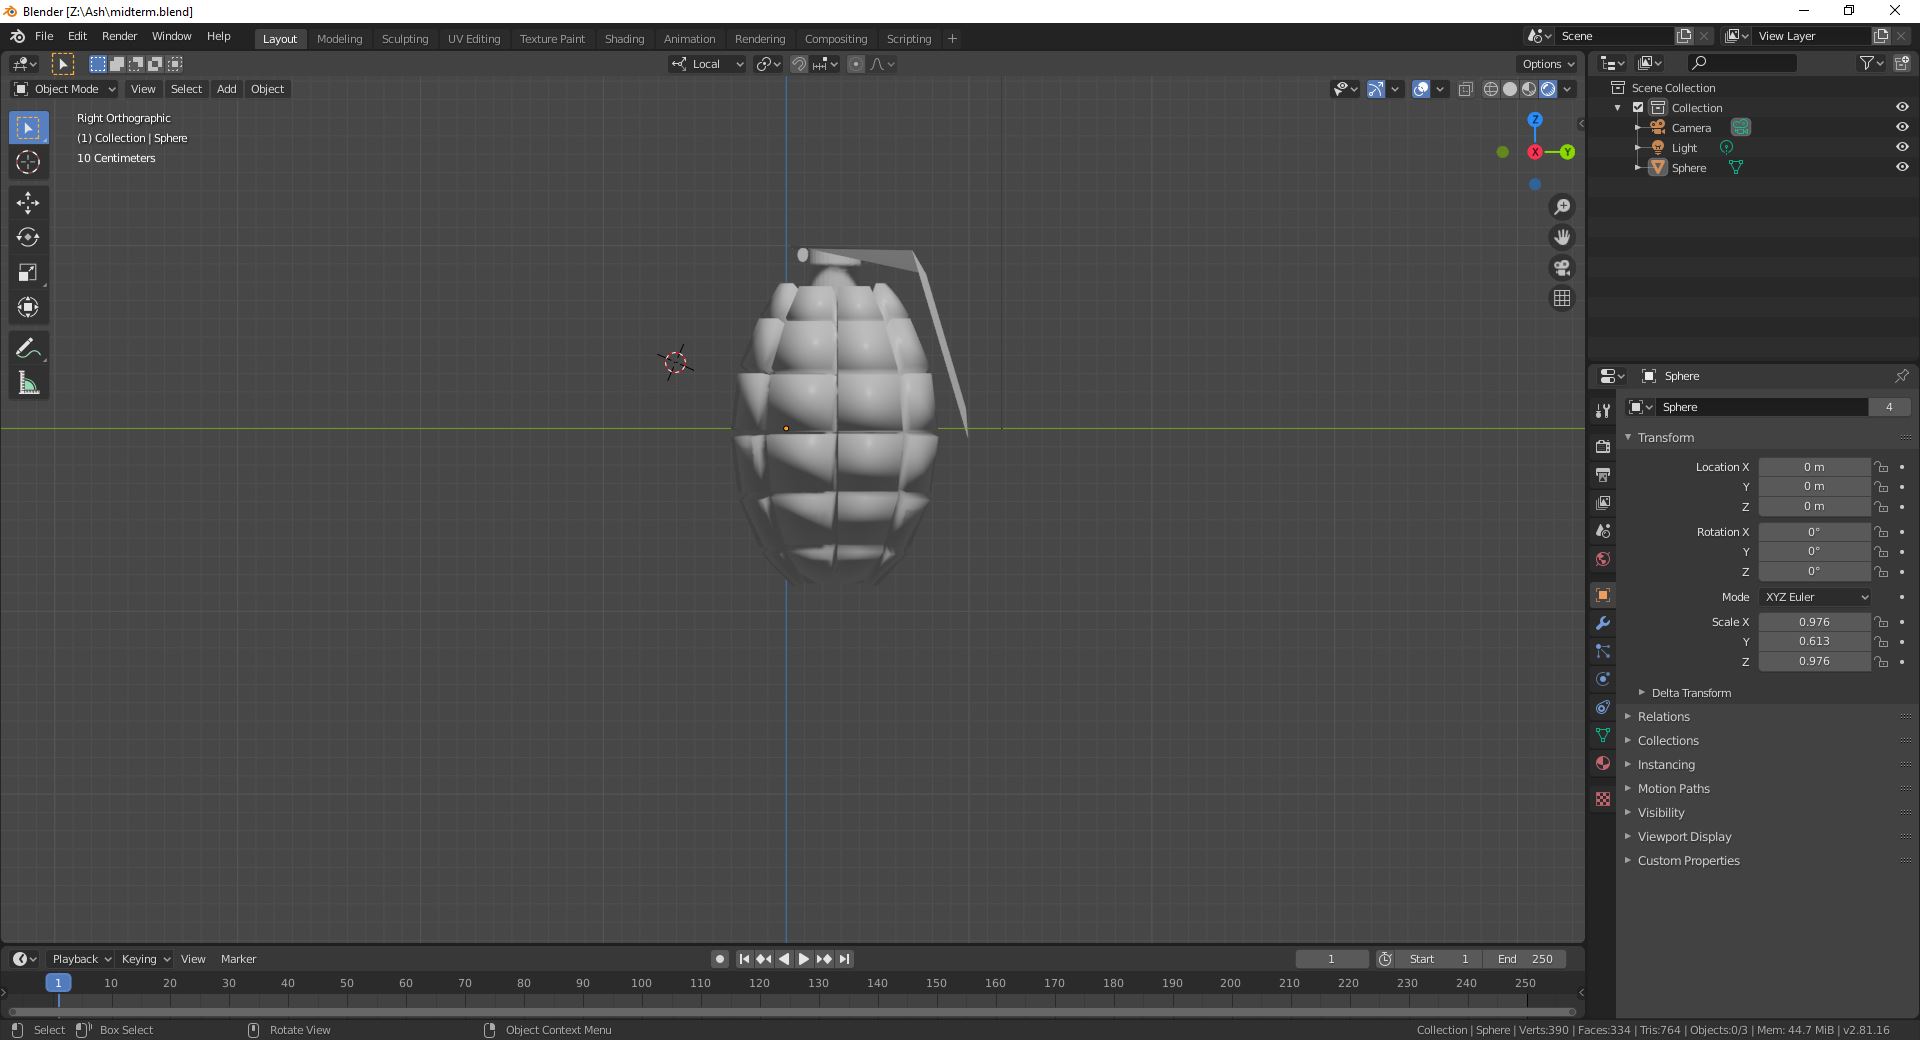 Blender [Z:\Ash\midterm.blend]
File Edit Render Window Help Layout Modeling Sculpting UV Editing Texture Paint Shading Animation Rendering Compositing Scripting + Scene View Layer
Local Options
Object Mode View Select Add Object
Right Orthographic
(1) Collection | Sphere
10 Centimeters
Z
X Y
Scene Collection
Collection
Camera
Light
Sphere
Sphere
Sphere 4
Transform
Location X 0 m
Y 0 m
Z 0 m
Rotation X 0°
Y 0°
Z 0°
Mode XYZ Euler
Scale X 0.976
Y 0.613
Z 0.976
Delta Transform
Relations
Collections
Instancing
Motion Paths
Visibility
Viewport Display
Custom Properties
Playback Keying View Marker 1 Start 1 End 250
1 10 20 30 40 50 60 70 80 90 100 110 120 130 140 150 160 170 180 190 200 210 220 230 240 250
Select Box Select Rotate View Object Context Menu Collection | Sphere | Verts:390 | Faces:334 | Tris:764 | Objects:0/3 | Mem: 44.7 MiB | v2.81.16